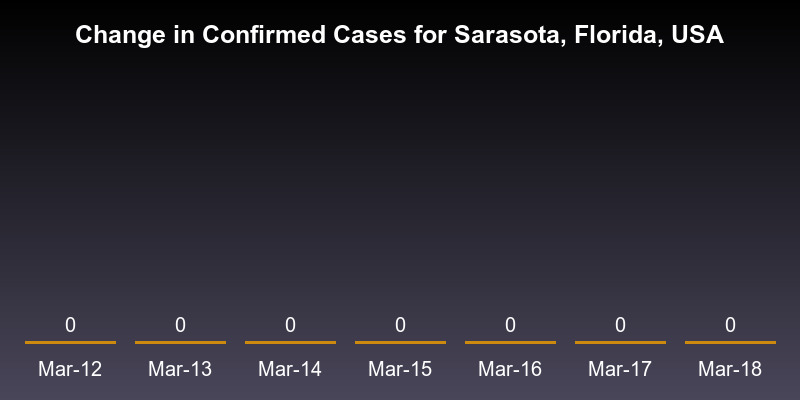 Change in Confirmed Cases for Sarasota, Florida, USA
0 0 0 0 0 0 0
Mar-12 Mar-13 Mar-14 Mar-15 Mar-16 Mar-17 Mar-18